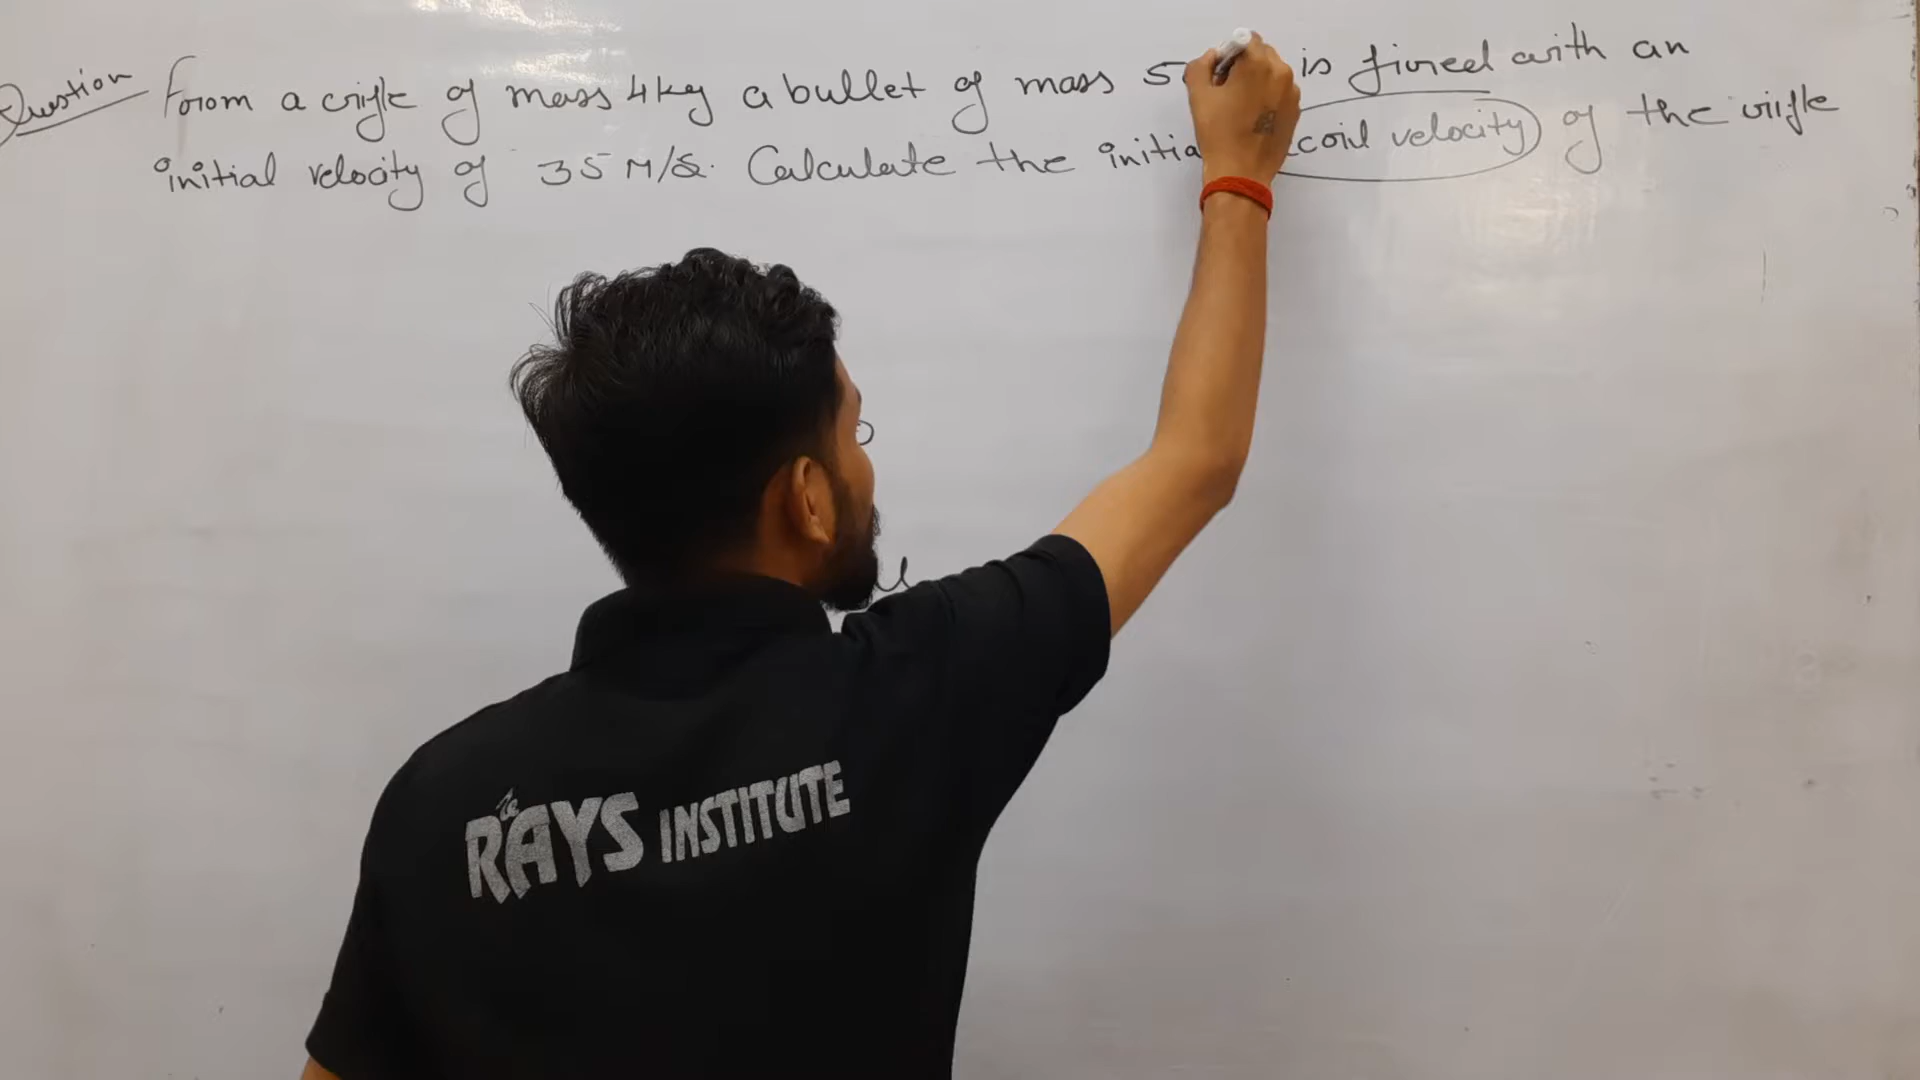 Question From a rifle of mass 4kg a bullet of mass 5 is fired with an
initial velocity of 35 M/S. Calculate the initia coil velocity of the rifle
The RAYS INSTITUTE